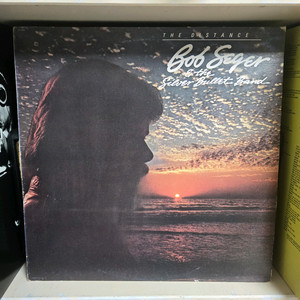 THE DISTANCE
Bob Seger
& the
Silver Bullet Band